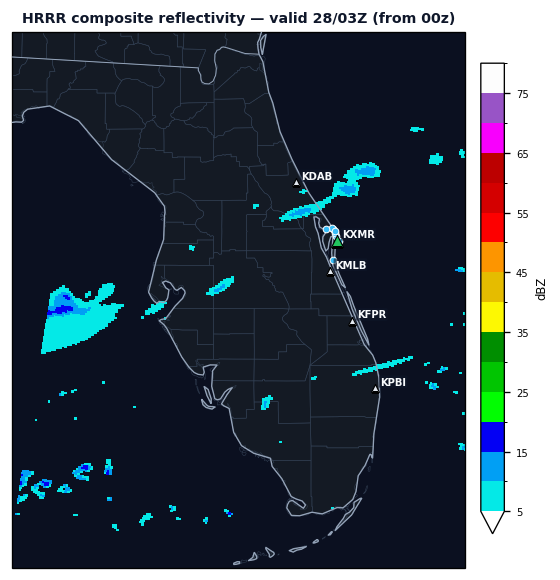 HRRR composite reflectivity — valid 28/03Z (from 00z)
75
65
55
45
35
25
15
5
dBZ
KDAB
KXMR
KMLB
KFPR
KPBI